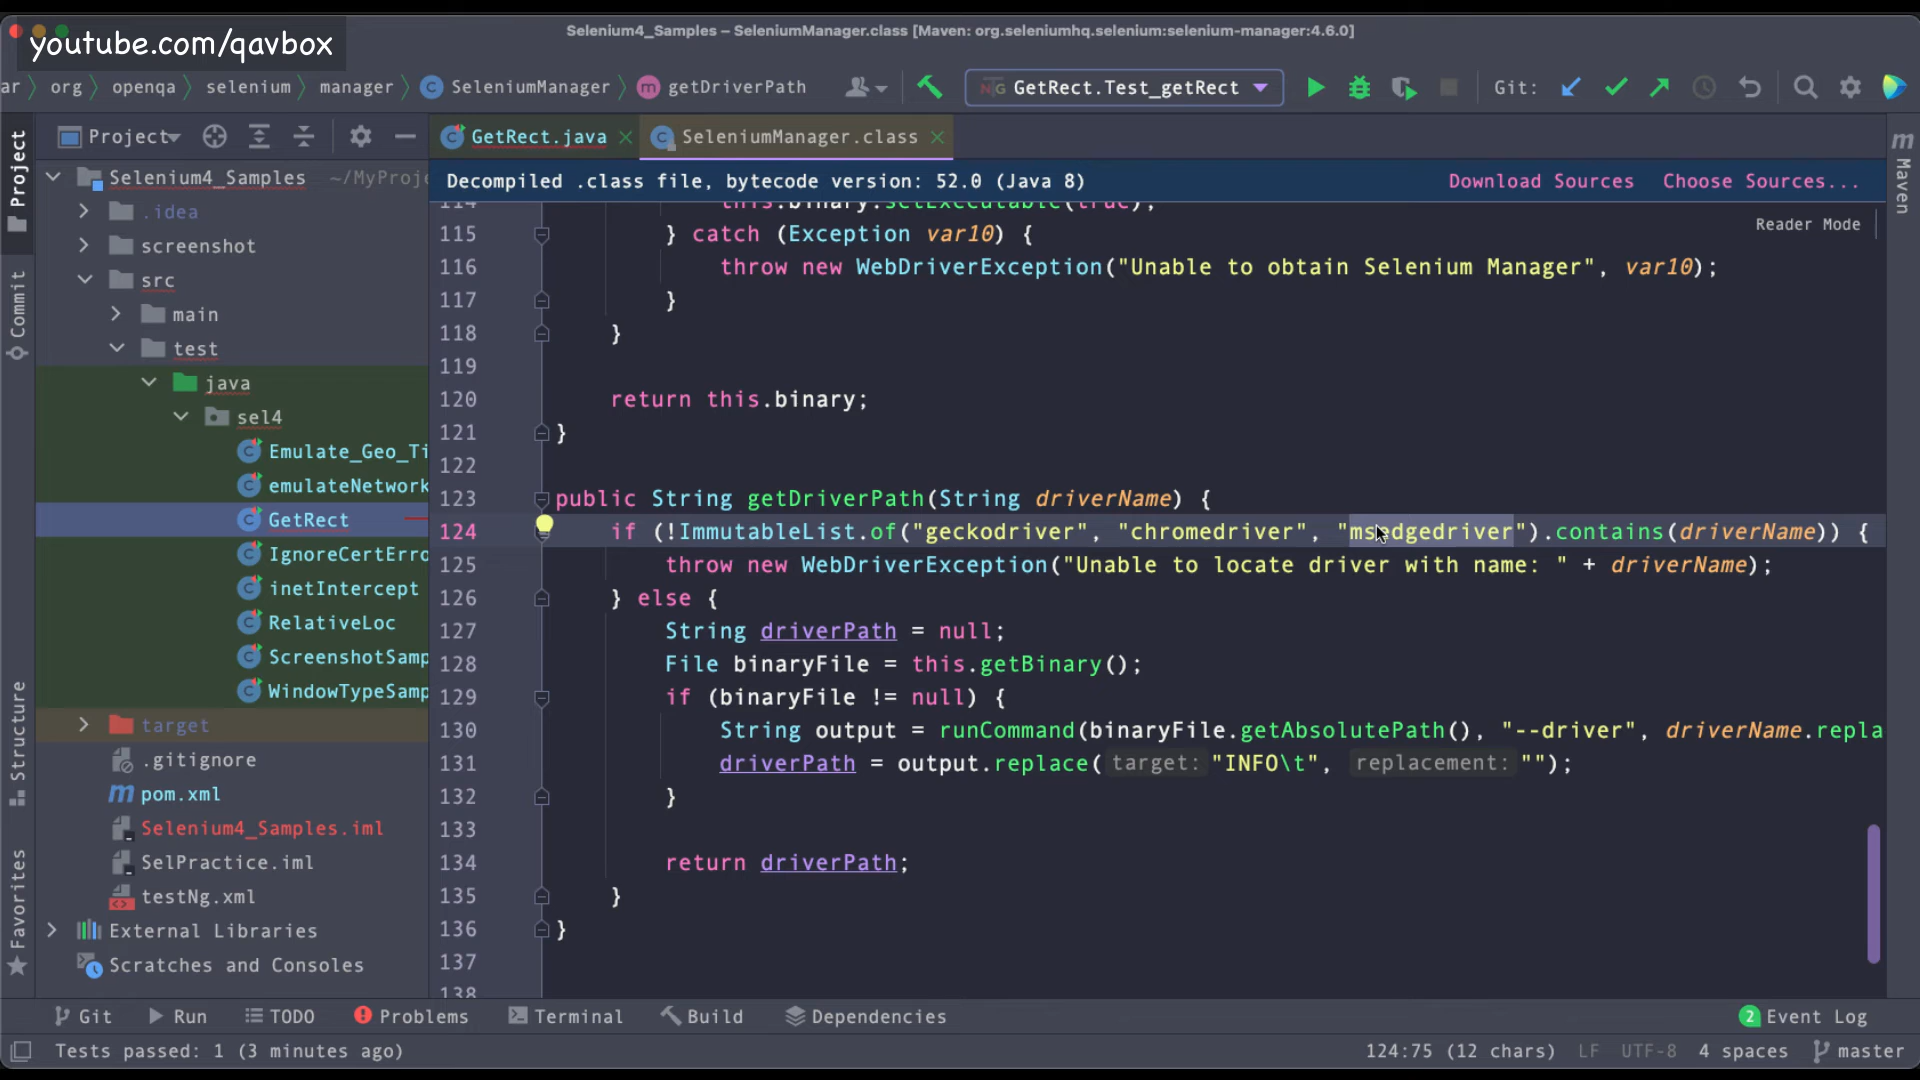 youtube.com/qavbox
Selenium4_Samples – SeleniumManager.class [Maven: org.seleniumhq.selenium:selenium-manager:4.6.0]
ar org openqa selenium manager SeleniumManager getDriverPath GetRect.Test_getRect Git:
Project GetRect.java SeleniumManager.class
Decompiled .class file, bytecode version: 52.0 (Java 8) Download Sources Choose Sources...
Reader Mode
Project
Commit
Structure
Favorites
Maven
Selenium4_Samples ~/MyProje
.idea
screenshot
src
main
test
java
sel4
Emulate_Geo_Ti
emulateNetwork
GetRect
IgnoreCertErro
inetIntercept
RelativeLoc
ScreenshotSamp
WindowTypeSamp
target
.gitignore
pom.xml
Selenium4_Samples.iml
SelPractice.iml
testNg.xml
External Libraries
Scratches and Consoles
114 this.binary.setExecutable(true);
115 } catch (Exception var10) {
116 throw new WebDriverException("Unable to obtain Selenium Manager", var10);
117 }
118 }
119
120 return this.binary;
121 }
122
123 public String getDriverPath(String driverName) {
124 if (!ImmutableList.of("geckodriver", "chromedriver", "msedgedriver").contains(driverName)) {
125 throw new WebDriverException("Unable to locate driver with name: " + driverName);
126 } else {
127 String driverPath = null;
128 File binaryFile = this.getBinary();
129 if (binaryFile != null) {
130 String output = runCommand(binaryFile.getAbsolutePath(), "--driver", driverName.repla
131 driverPath = output.replace( target: "INFO\t", replacement: "");
132 }
133
134 return driverPath;
135 }
136 }
137
138
Git Run TODO Problems Terminal Build Dependencies 2 Event Log
Tests passed: 1 (3 minutes ago) 124:75 (12 chars) LF UTF-8 4 spaces master